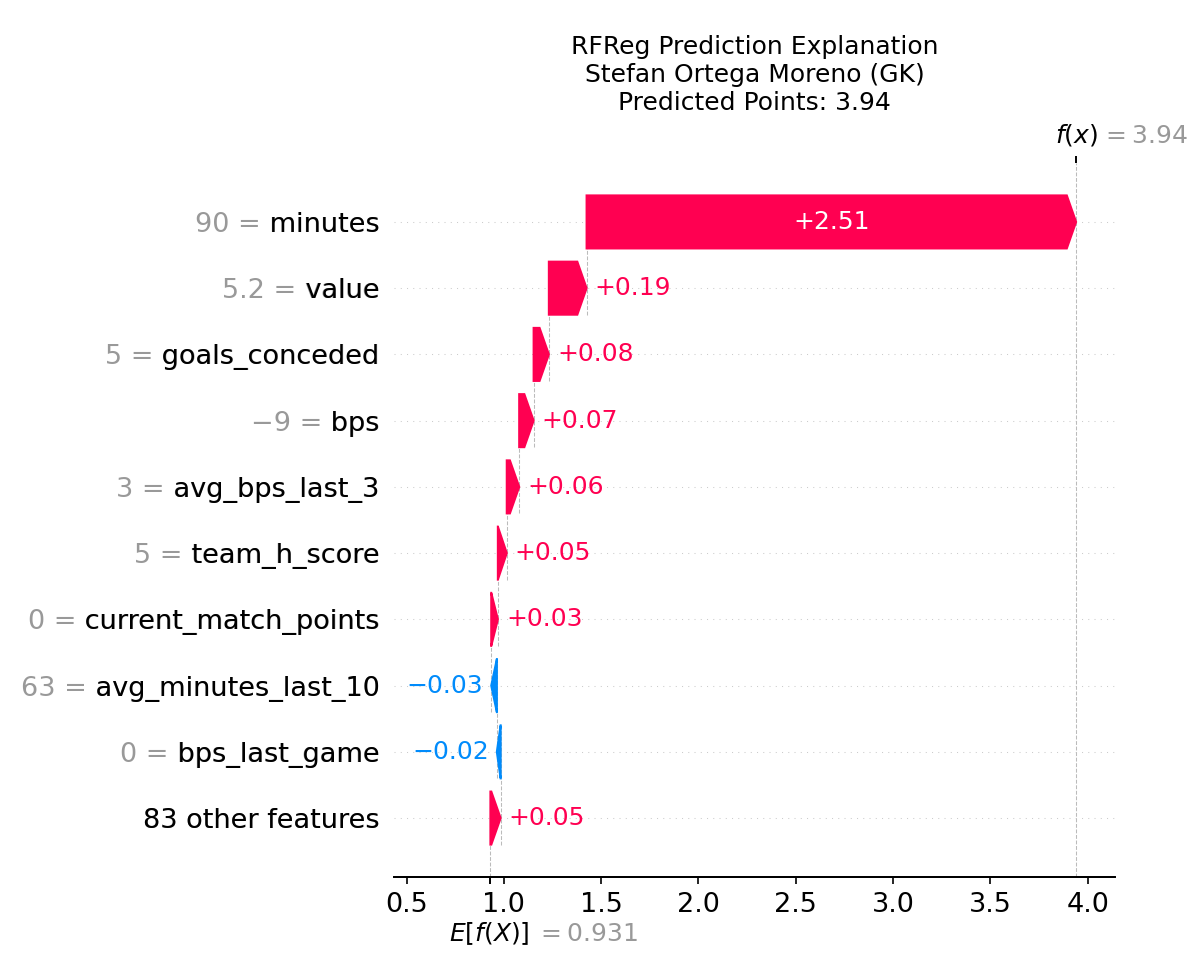 RFReg Prediction Explanation
Stefan Ortega Moreno (GK)
Predicted Points: 3.94
f(x) = 3.94
90 = minutes
+2.51
5.2 = value
+0.19
5 = goals_conceded
+0.08
−9 = bps
+0.07
3 = avg_bps_last_3
+0.06
5 = team_h_score
+0.05
0 = current_match_points
+0.03
63 = avg_minutes_last_10
−0.03
0 = bps_last_game
−0.02
83 other features
+0.05
0.5 1.0 1.5 2.0 2.5 3.0 3.5 4.0
E[f(X)] = 0.931